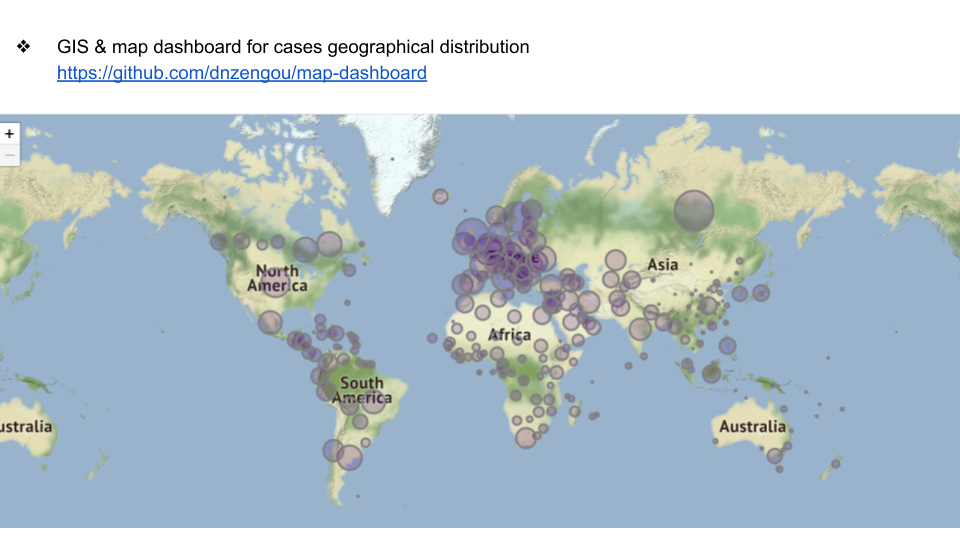 ❖ GIS & map dashboard for cases geographical distribution
https://github.com/dnzengou/map-dashboard
+
−
North
America
Asia
Africa
South
America
ustralia
Australia